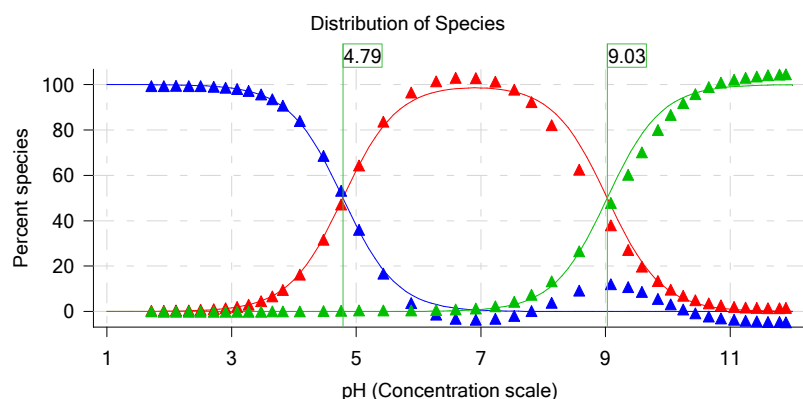 Distribution of Species
4.79 9.03
100
80
60
40
20
0
Percent species
1 3 5 7 9 11
pH (Concentration scale)